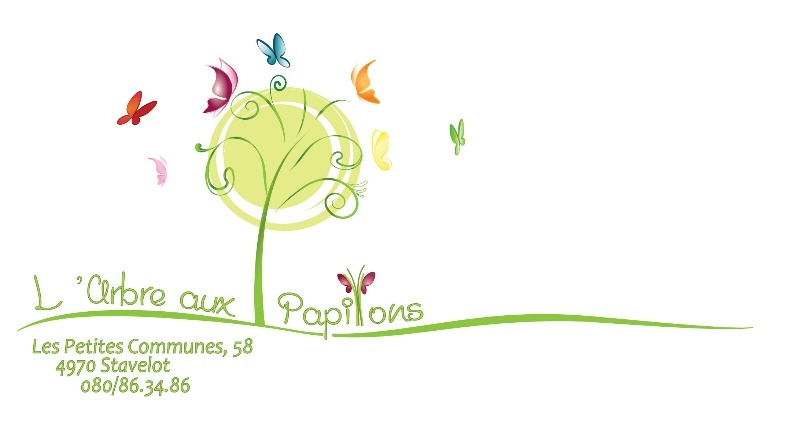 L'Arbre aux Papillons
Les Petites Communes, 58
4970 Stavelot
080/86.34.86